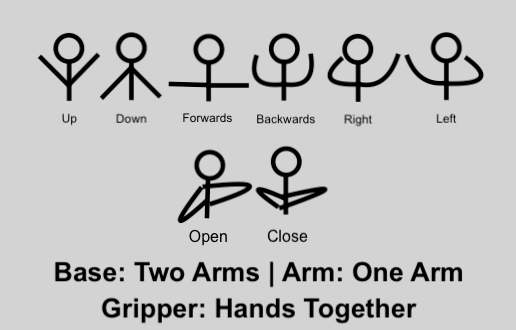 Up Down Forwards Backwards Right Left
Open Close
Base: Two Arms | Arm: One Arm
Gripper: Hands Together